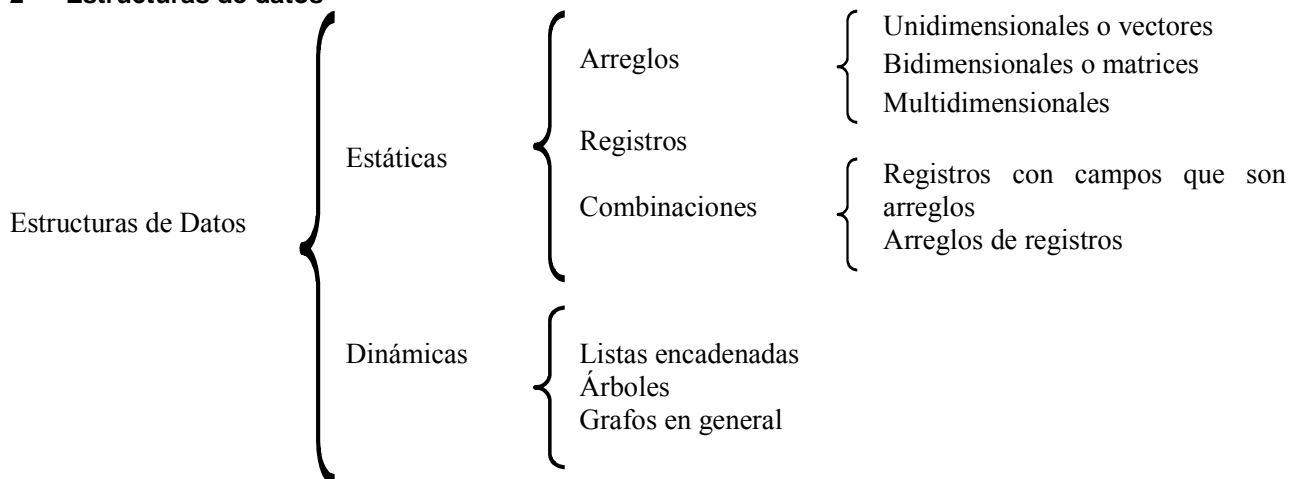 2 Estructuras de datos
Unidimensionales o vectores
Arreglos
Bidimensionales o matrices
Multidimensionales
Registros
Estáticas
Registros con campos que son
arreglos
Combinaciones
Arreglos de registros
Estructuras de Datos
Dinámicas
Listas encadenadas
Árboles
Grafos en general